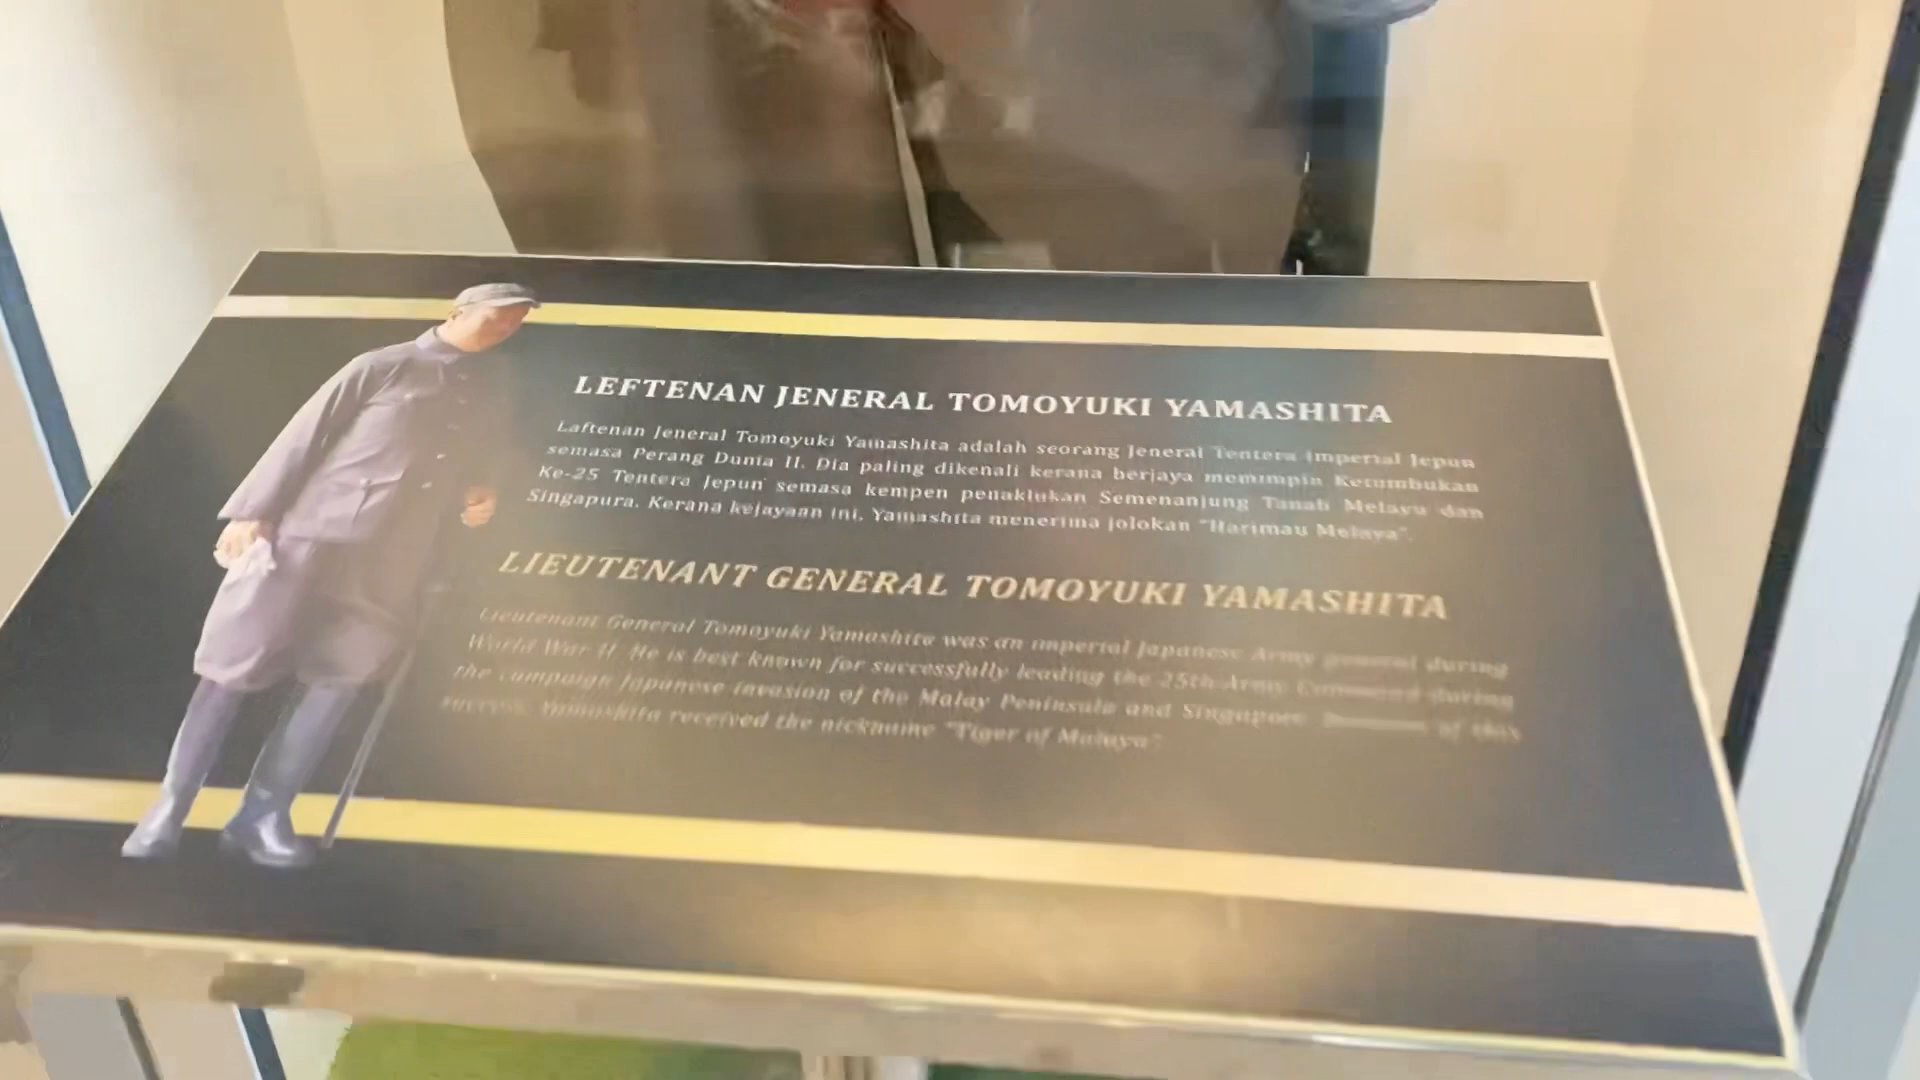 LEFTENAN JENERAL TOMOYUKI YAMASHITA
Laftenan Jeneral Tomoyuki Yamashita adalah seorang Jeneral Tentera Imperial Jepun
semasa Perang Dunia II. Dia paling dikenali kerana berjaya memimpin Ketumbukan
Ke-25 Tentera Jepun semasa kempen penaklukan Semenanjung Tanah Melayu dan
Singapura. Kerana kejayaan ini, Yamashita menerima jolokan "Harimau Melaya".
LIEUTENANT GENERAL TOMOYUKI YAMASHITA
Lieutenant General Tomoyuki Yamashita was an imperial Japanese Army general during
World War II. He is best known for successfully leading the 25th Army Command during
the campaign Japanese invasion of the Malay Peninsula and Singapore. of this
success, Yamashita received the nickname "Tiger of Malaya".